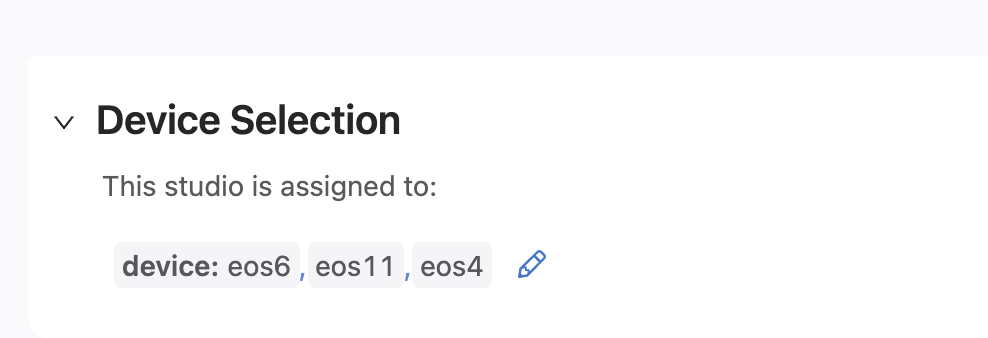 Device Selection
This studio is assigned to:
device: eos6, eos11, eos4